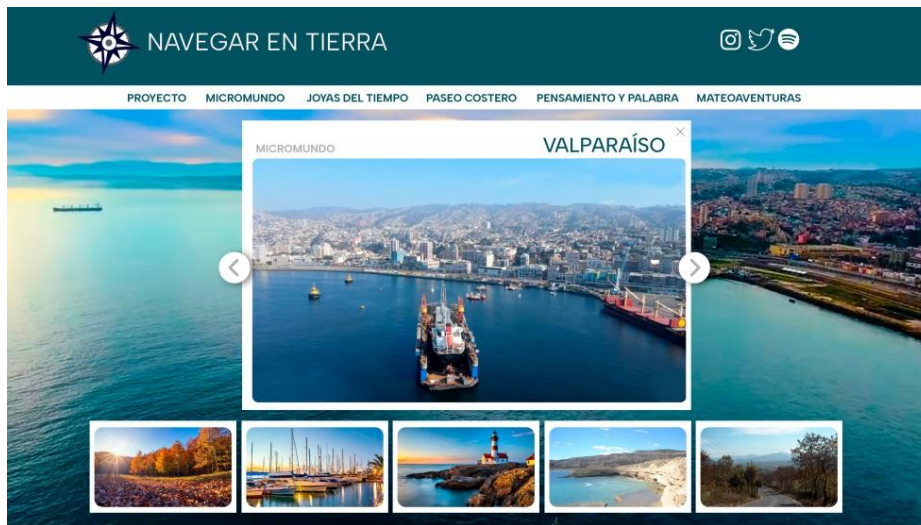 NAVEGAR EN TIERRA
PROYECTO MICROMUNDO JOYAS DEL TIEMPO PASEO COSTERO PENSAMIENTO Y PALABRA MATEOAVENTURAS
MICROMUNDO VALPARAÍSO